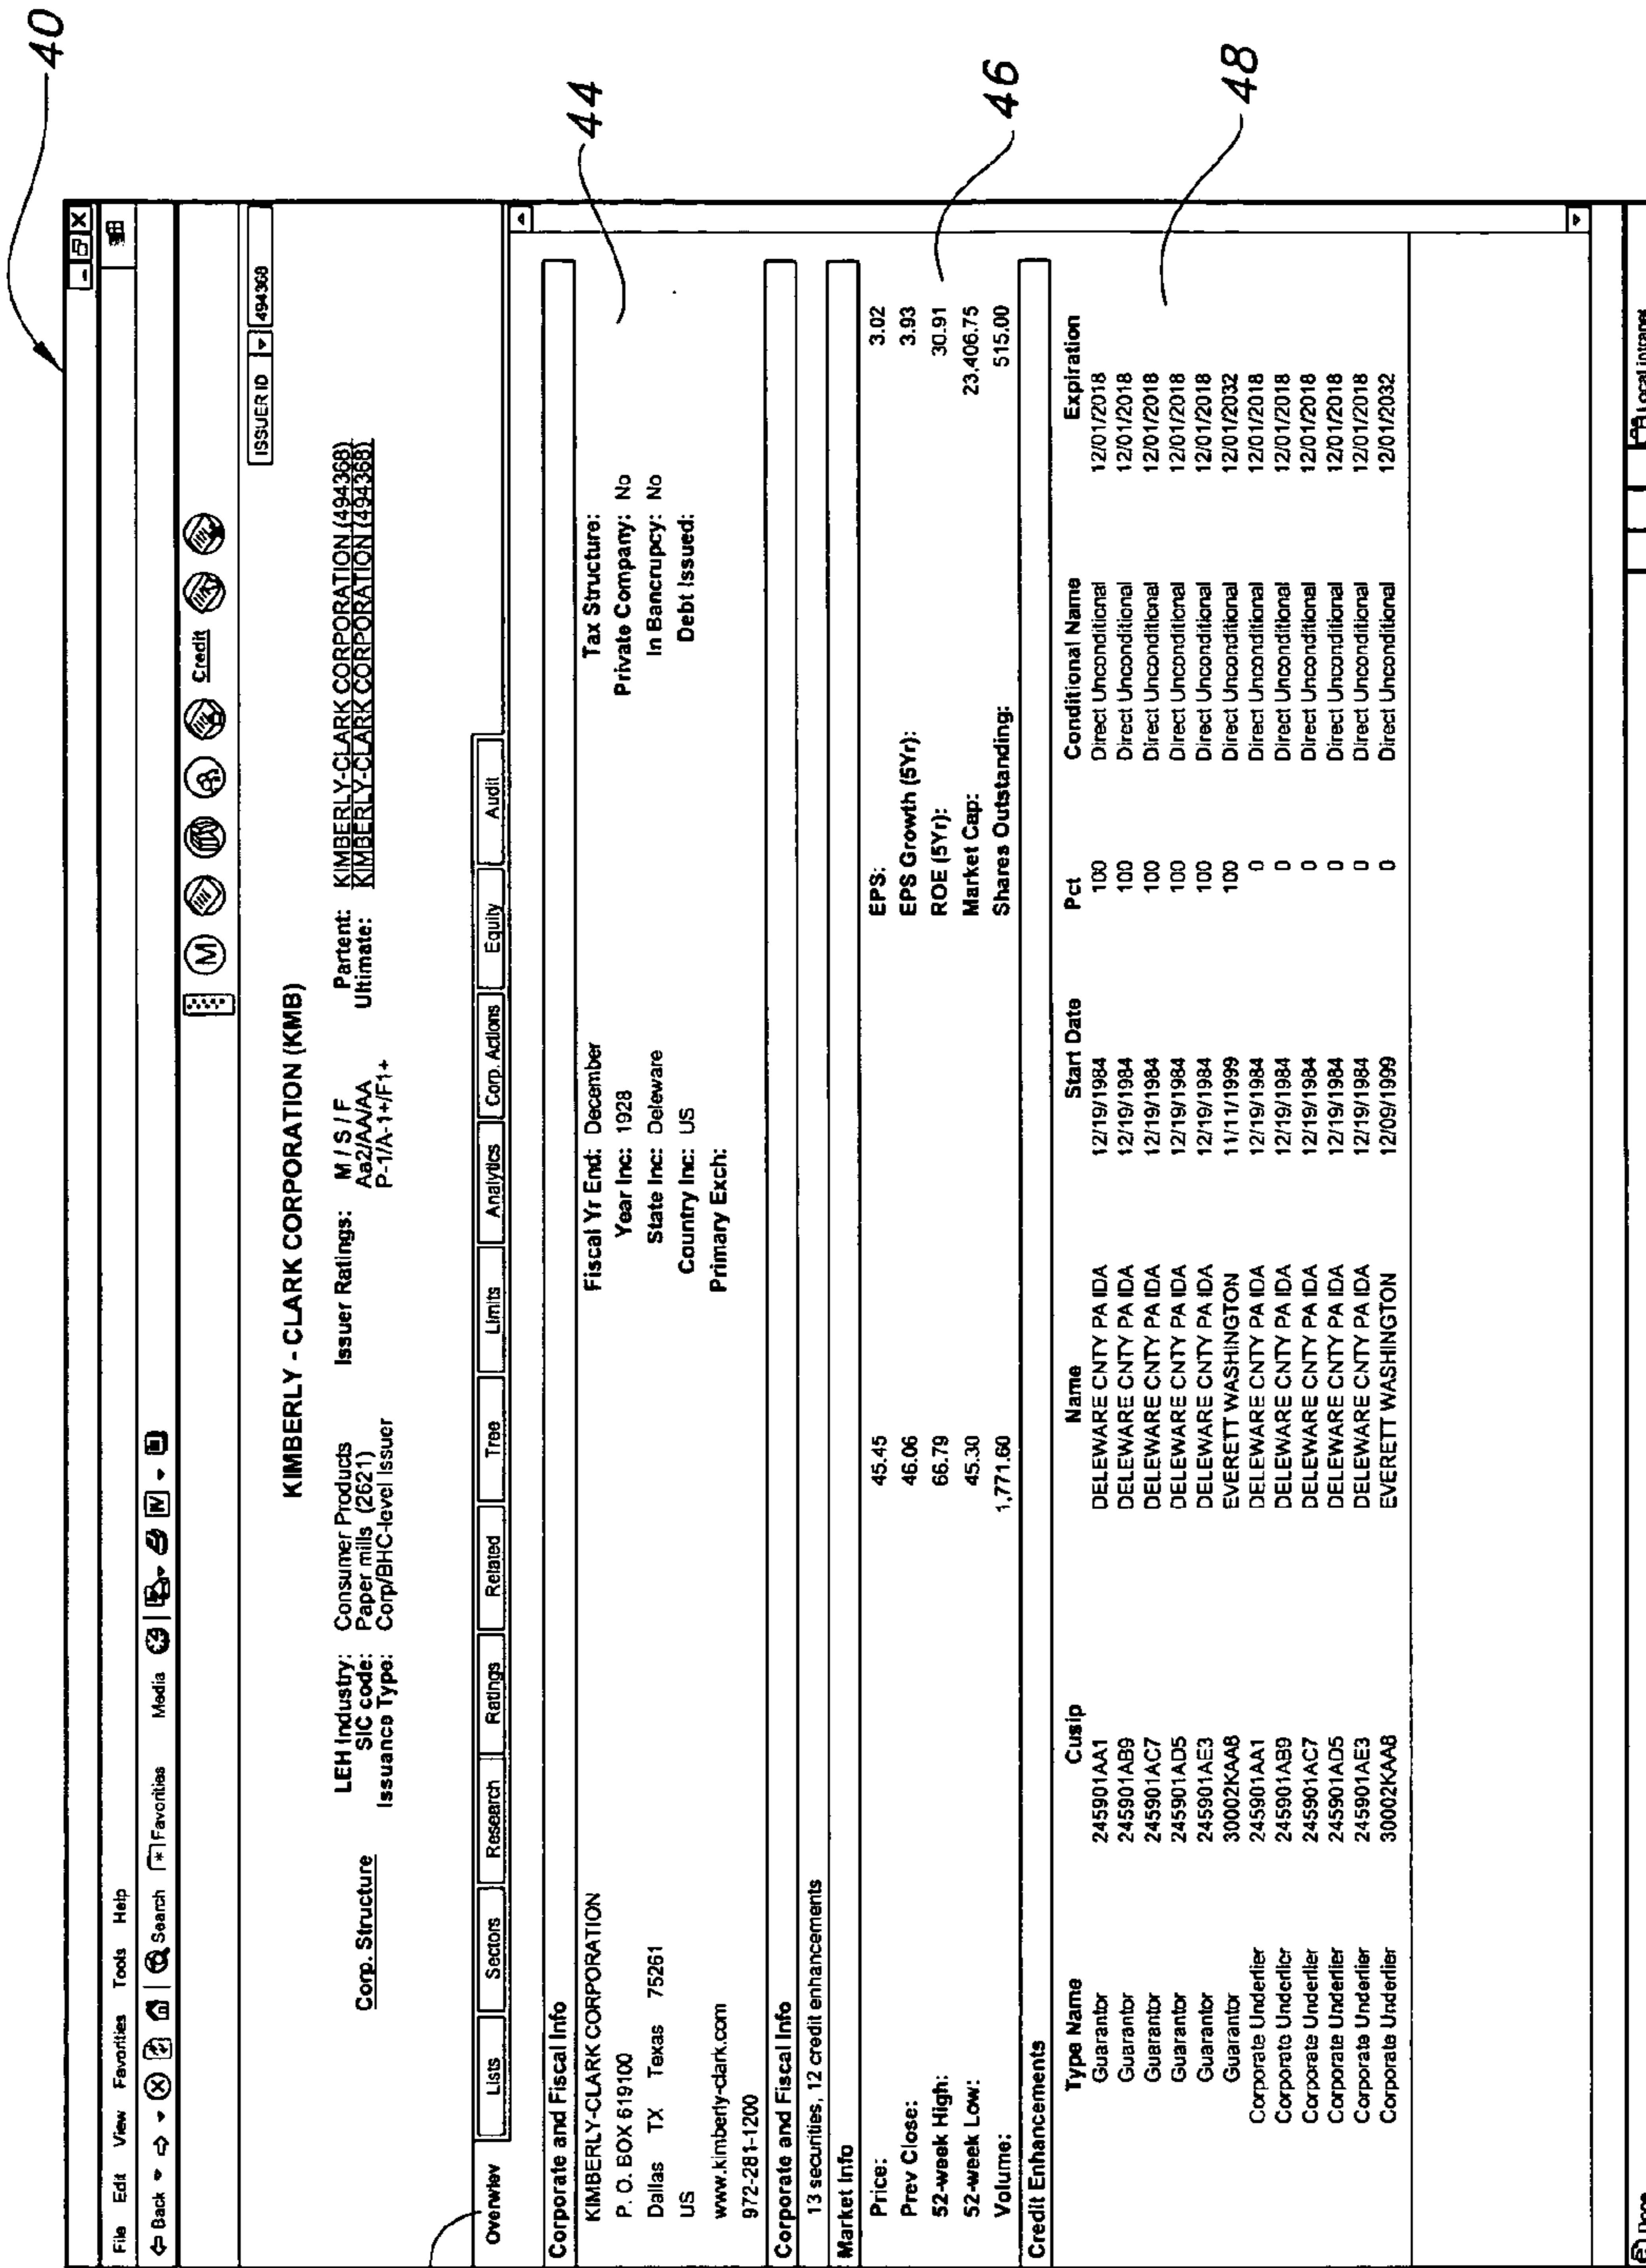 40
File Edit View Favorities Tools Help
Back Search Favorities Media
M Credit
ISSUER ID 494368
KIMBERLY - CLARK CORPORATION (KMB)
Corp. Structure
LEH Industry: Consumer Products Issuer Ratings: M / S / F Partent: KIMBERLY-CLARK CORPORATION (494368)
SIC code: Paper mills (2621) Aa2/AA/AA Ultimate: KIMBERLY-CLARK CORPORATION (494368)
Issuance Type: Corp/BHC-level Issuer P-1/A-1+/F1+
Overwiev Lists Sectors Research Ratings Related Tree Limits Analytics Corp. Actions Equity Audit
Corporate and Fiscal Info
KIMBERLY-CLARK CORPORATION Fiscal Yr End: December Tax Structure:
P. O. BOX 619100 Year Inc: 1928 Private Company: No
Dallas TX Texas 75261 State Inc: Deleware In Bancrupcy: No
US Country Inc: US Debt Issued:
www.kimberly-clark.com Primary Exch:
972-281-1200
44
Corporate and Fiscal Info
13 securities, 12 credit enhancements
Market Info
Price: 45.45 EPS: 3.02
Prev Close: 46.06 EPS Growth (5Yr): 3.93
52-week High: 66.79 ROE (5Yr): 30.91
52-week Low: 45.30 Market Cap: 23,406.75
Volume: 1,771.60 Shares Outstanding: 515.00
46
Credit Enhancements
Type Name Cusip Name Start Date Pct Conditional Name Expiration
Guarantor 245901AA1 DELEWARE CNTY PA IDA 12/19/1984 100 Direct Unconditional 12/01/2018
Guarantor 245901AB9 DELEWARE CNTY PA IDA 12/19/1984 100 Direct Unconditional 12/01/2018
Guarantor 245901AC7 DELEWARE CNTY PA IDA 12/19/1984 100 Direct Unconditional 12/01/2018
Guarantor 245901AD5 DELEWARE CNTY PA IDA 12/19/1984 100 Direct Unconditional 12/01/2018
Guarantor 245901AE3 DELEWARE CNTY PA IDA 12/19/1984 100 Direct Unconditional 12/01/2018
Guarantor 30002KAA8 EVERETT WASHINGTON 11/11/1999 100 Direct Unconditional 12/01/2032
Corporate Underlier 245901AA1 DELEWARE CNTY PA IDA 12/19/1984 0 Direct Unconditional 12/01/2018
Corporate Underlier 245901AB9 DELEWARE CNTY PA IDA 12/19/1984 0 Direct Unconditional 12/01/2018
Corporate Underlier 245901AC7 DELEWARE CNTY PA IDA 12/19/1984 0 Direct Unconditional 12/01/2018
Corporate Underlier 245901AD5 DELEWARE CNTY PA IDA 12/19/1984 0 Direct Unconditional 12/01/2018
Corporate Underlier 245901AE3 DELEWARE CNTY PA IDA 12/19/1984 0 Direct Unconditional 12/01/2018
Corporate Underlier 30002KAA8 EVERETT WASHINGTON 12/09/1999 0 Direct Unconditional 12/01/2032
48
Done Local intranet